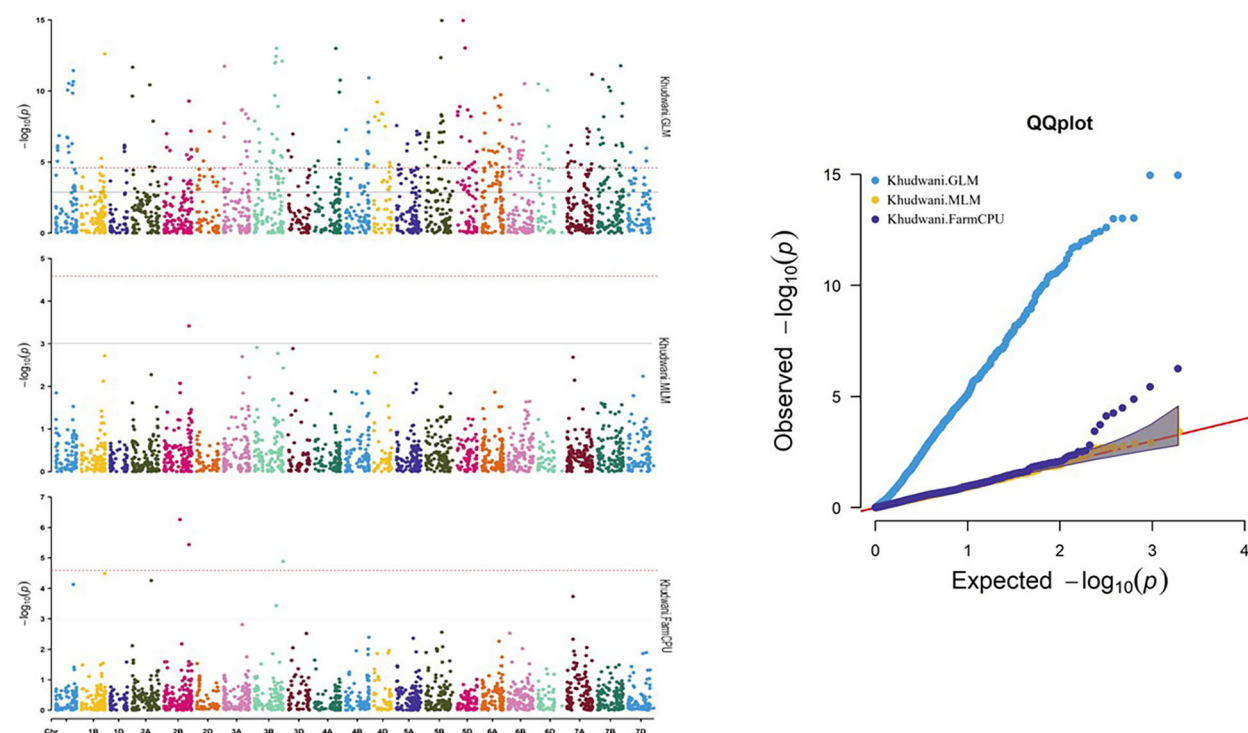 15
10
5
0
−log₁₀(p)
Khudwani.GLM
5
4
3
2
1
0
−log₁₀(p)
Khudwani.MLM
7
6
5
4
3
2
1
0
−log₁₀(p)
Khudwani.FarmCPU
Chr 1B 1D 2A 2B 2D 3A 3B 3D 4A 4B 4D 5A 5B 5D 6A 6B 6D 7A 7B 7D
QQplot
Khudwani.GLM
Khudwani.MLM
Khudwani.FarmCPU
15
10
5
0
Observed −log₁₀(p)
0 1 2 3 4
Expected −log₁₀(p)